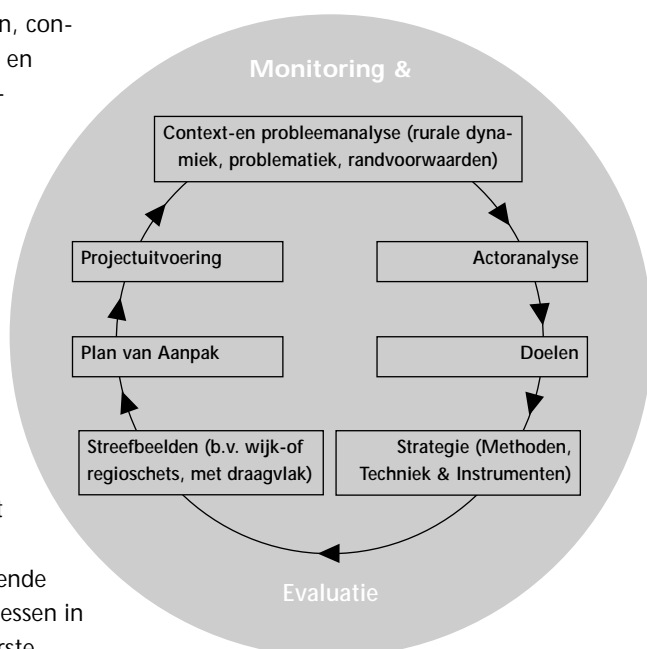 n, con-
en
-
Monitoring &
Context-en probleemanalyse (rurale dyna-
miek, problematiek, randvoorwaarden)
Projectuitvoering
Actoranalyse
Plan van Aanpak
Doelen
Streefbeelden (b.v. wijk-of
regioschets, met draagvlak)
Strategie (Methoden,
Techniek & Instrumenten)
t
ende
Evaluatie
essen in
rste